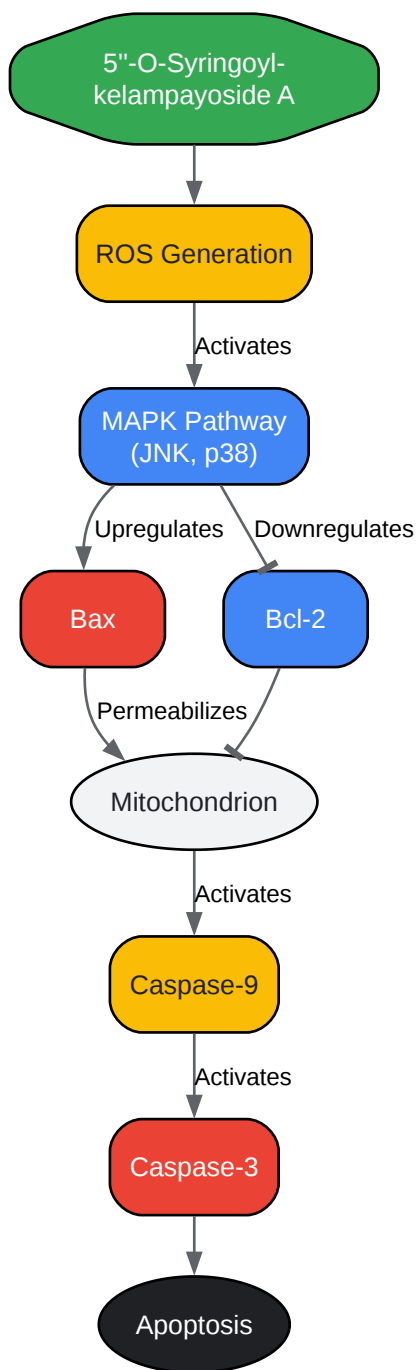 5"-O-Syringoyl-
kelampayoside A
ROS Generation
Activates
MAPK Pathway
(JNK, p38)
Upregulates
Downregulates
Bax
Bcl-2
Permeabilizes
Mitochondrion
Activates
Caspase-9
Activates
Caspase-3
Apoptosis